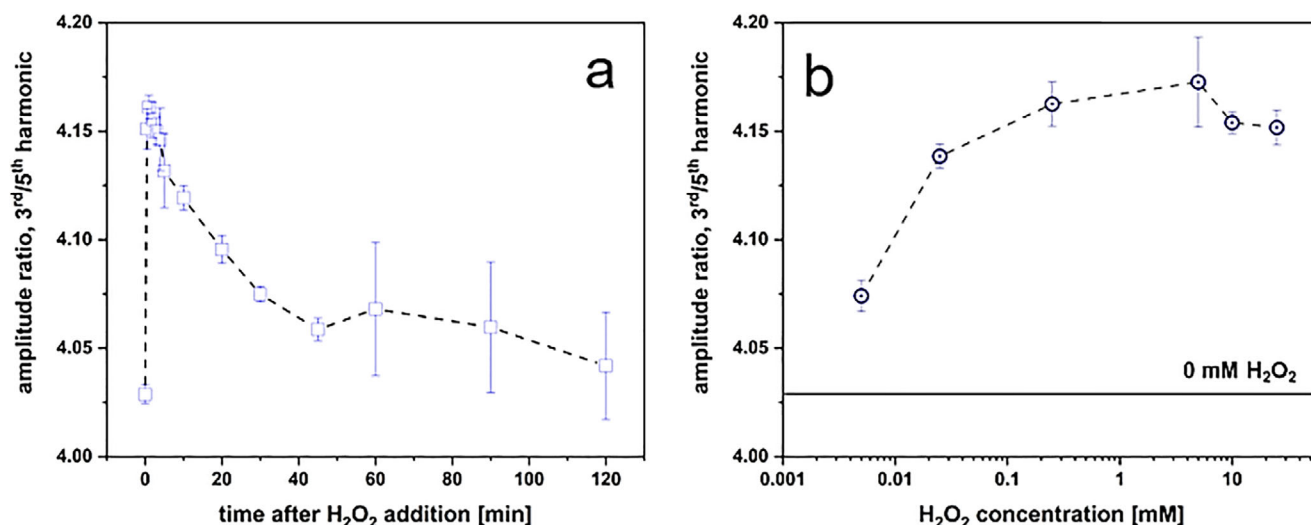 a
amplitude ratio, 3rd/5th harmonic
4.20
4.15
4.10
4.05
4.00
0 20 40 60 80 100 120
time after H₂O₂ addition [min]
b
amplitude ratio, 3rd/5th harmonic
4.20
4.15
4.10
4.05
4.00
0 mM H₂O₂
0.001 0.01 0.1 1 10
H₂O₂ concentration [mM]